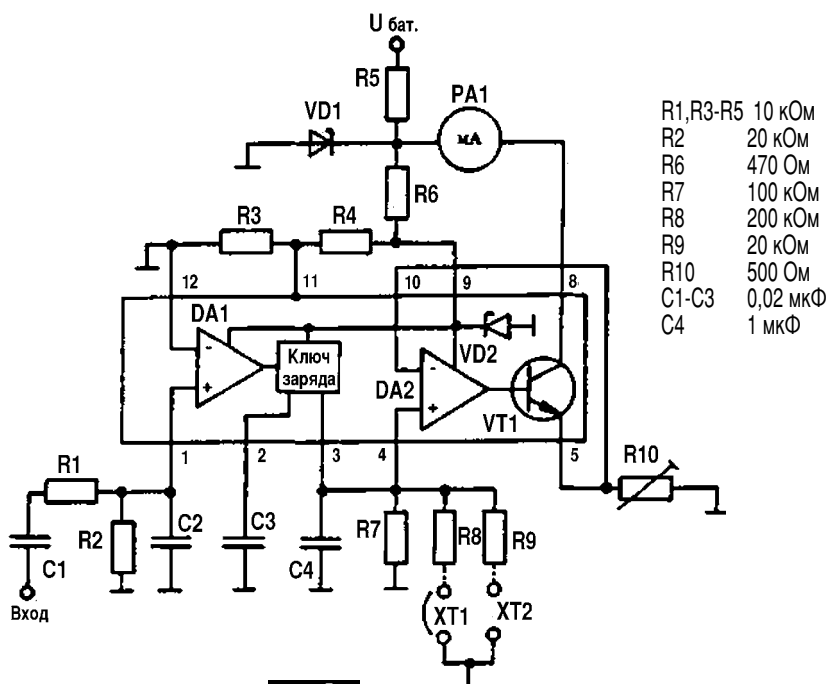 U бат.
R5
PA1
VD1
мА
R6
R3
R4
12
11
10
9
8
DA1
-
+
Ключ
заряда
VD2
DA2
-
+
VT1
1
2
3
4
5
R10
R1
R2
C2
C3
C4
R7
R8
R9
C1
Вход
XT1
XT2
R1,R3-R5 10 кОм
R2 20 кОм
R6 470 Ом
R7 100 кОм
R8 200 кОм
R9 20 кОм
R10 500 Ом
C1-C3 0,02 мкФ
C4 1 мкФ